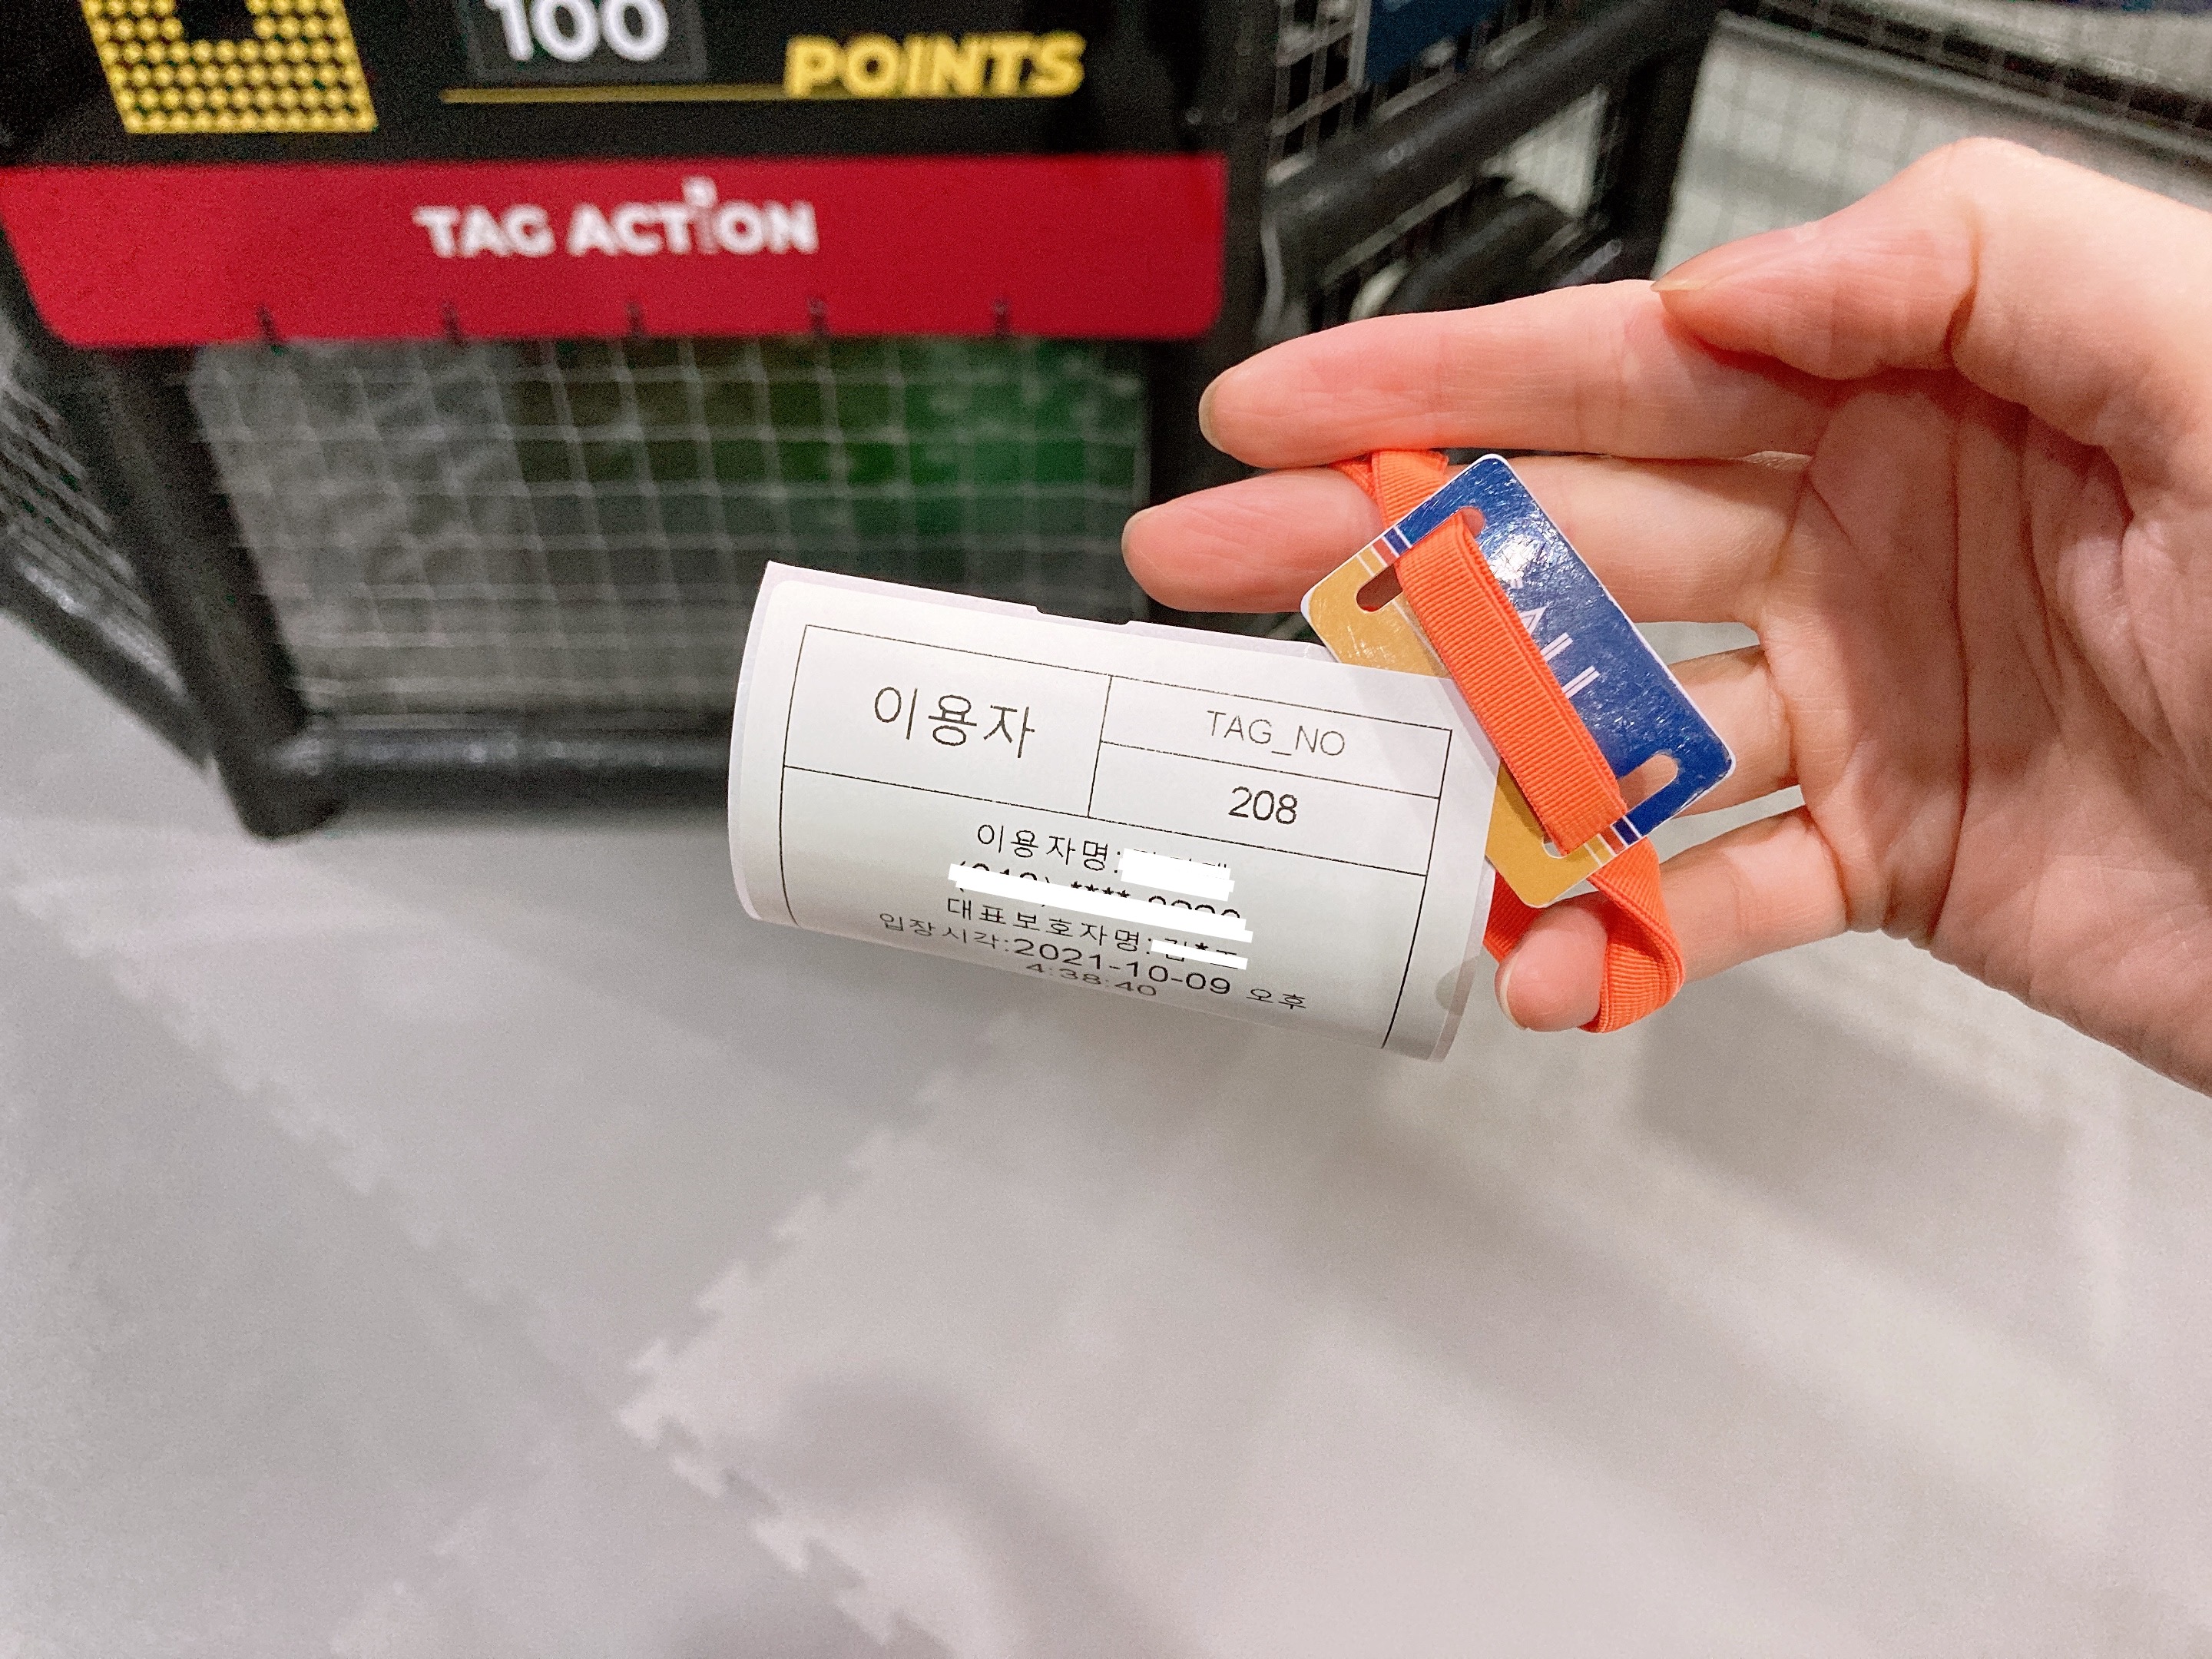 100
POINTS
TAG ACTION
이용자
TAG_NO
208
이용자명:
대표보호자명:
입장시각:2021-10-09 오후
4:38:40